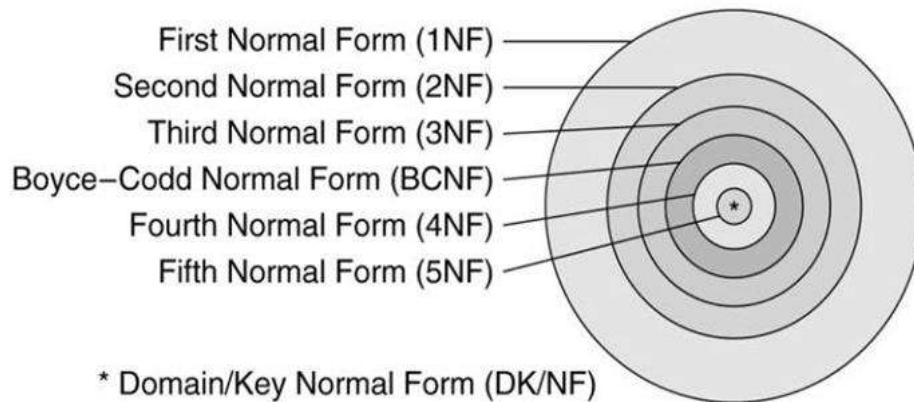 First Normal Form (1NF)
Second Normal Form (2NF)
Third Normal Form (3NF)
Boyce–Codd Normal Form (BCNF)
Fourth Normal Form (4NF)
Fifth Normal Form (5NF)
*
* Domain/Key Normal Form (DK/NF)